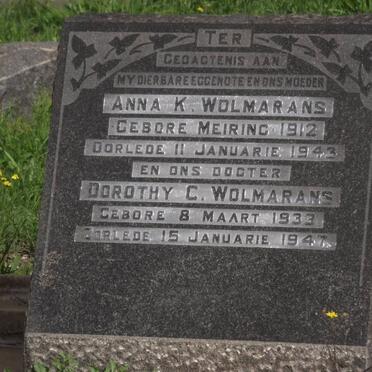 TER
GEDAGTENIS AAN
MY DIERBARE EGGENOTE EN ONS MOEDER
ANNA K. WOLMARANS
GEBORE MEIRING 1912
OORLEDE 11 JANUARIE 1943
EN ONS DOGTER
DOROTHY C. WOLMARANS
GEBORE 8 MAART 1933
OORLEDE 15 JANUARIE